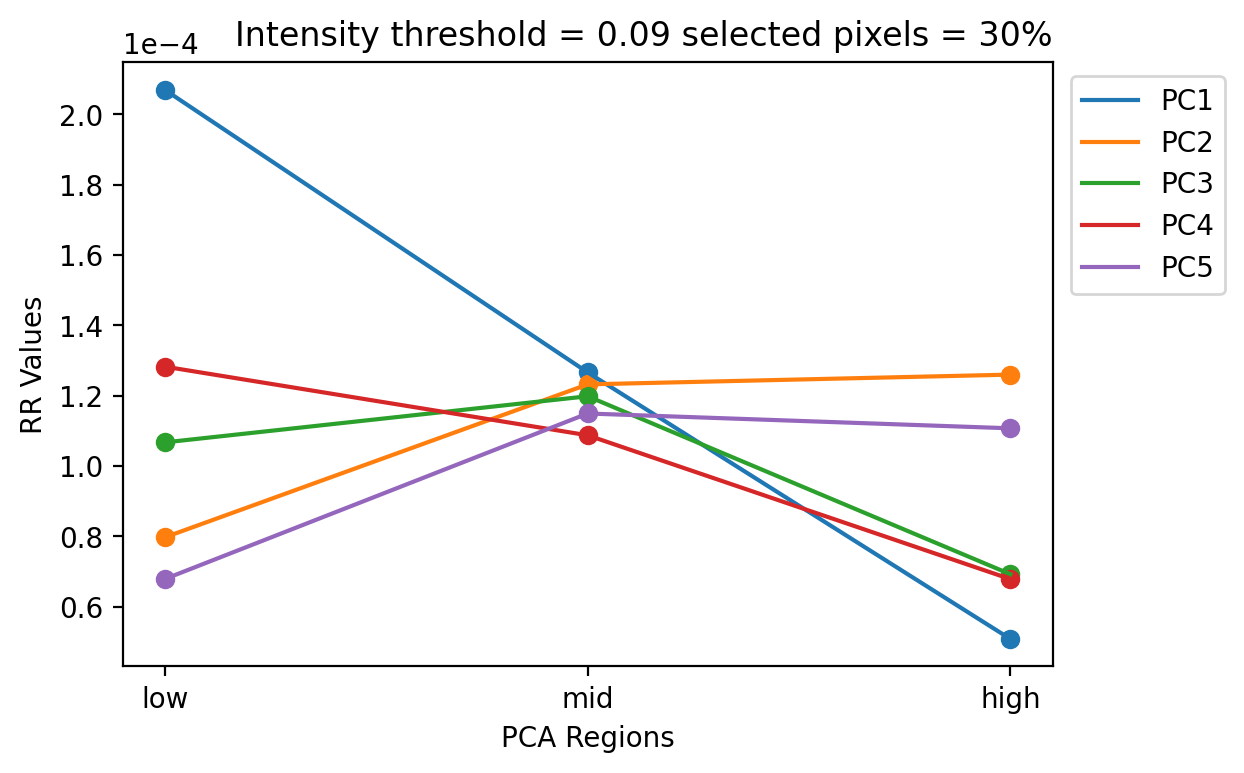 Intensity threshold = 0.09 selected pixels = 30%
1e−4
2.0
1.8
1.6
1.4
1.2
1.0
0.8
0.6
RR Values
low
mid
high
PCA Regions
PC1
PC2
PC3
PC4
PC5